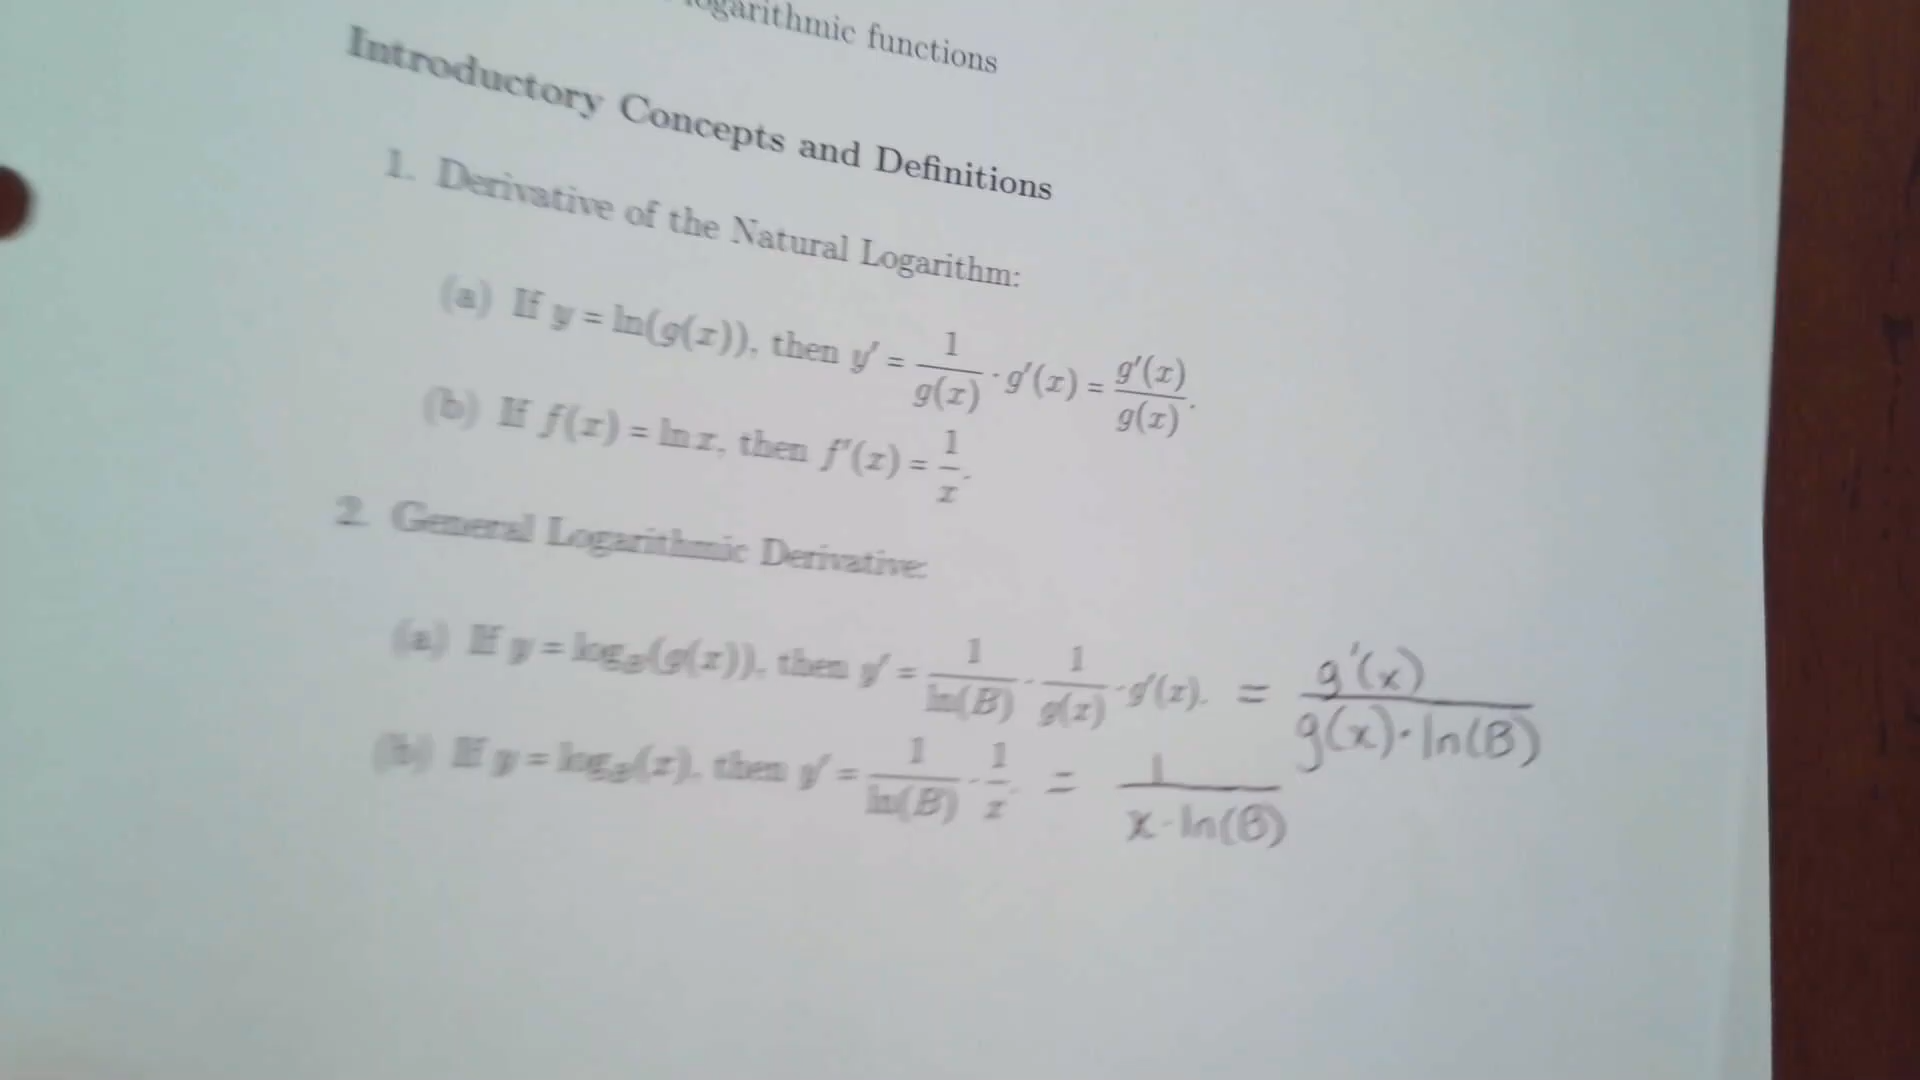 logarithmic functions
Introductory Concepts and Definitions
1. Derivative of the Natural Logarithm:
(a) If y = ln(g(x)), then y' = 1/g(x) · g'(x) = g'(x)/g(x).
(b) If f(x) = ln x, then f'(x) = 1/x.
2. General Logarithmic Derivative:
(a) If y = log_B(g(x)), then y' = 1/ln(B) · 1/g(x) · g'(x). = g'(x)/g(x)·ln(B)
(b) If y = log_B(x), then y' = 1/ln(B) · 1/x. = 1/x·ln(B)